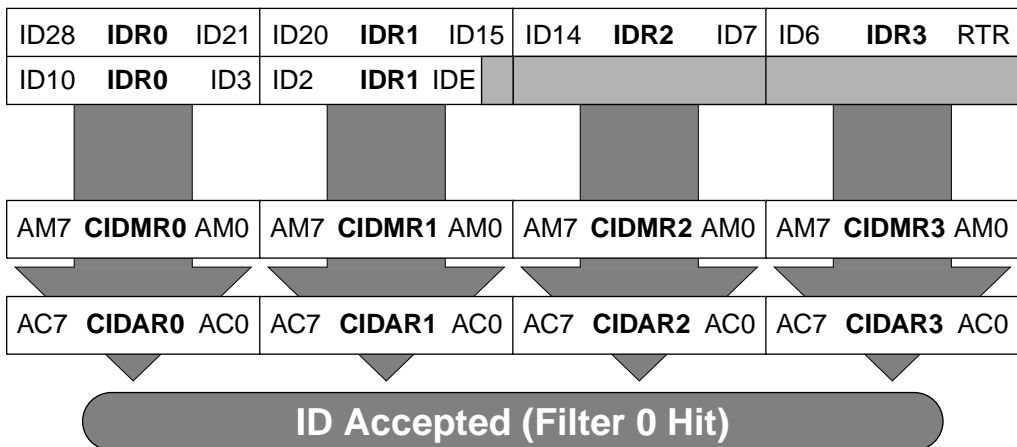 ID28 IDR0 ID21 ID20 IDR1 ID15 ID14 IDR2 ID7 ID6 IDR3 RTR
ID10 IDR0 ID3 ID2 IDR1 IDE
AM7 CIDMR0 AM0 AM7 CIDMR1 AM0 AM7 CIDMR2 AM0 AM7 CIDMR3 AM0
AC7 CIDAR0 AC0 AC7 CIDAR1 AC0 AC7 CIDAR2 AC0 AC7 CIDAR3 AC0
ID Accepted (Filter 0 Hit)